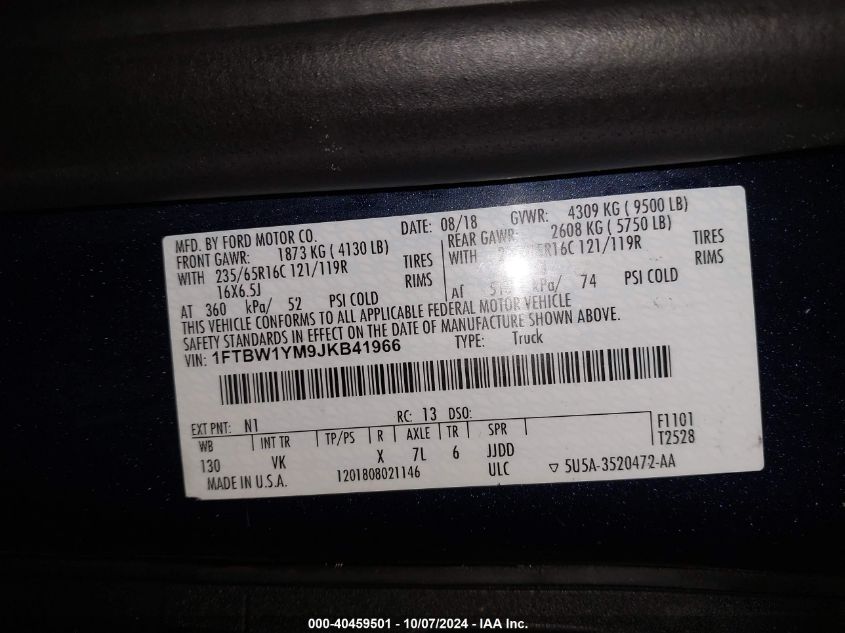 MFD. BY FORD MOTOR CO. DATE: 08/18 GVWR: 4309 KG ( 9500 LB)
FRONT GAWR: 1873 KG ( 4130 LB) REAR GAWR: 2608 KG ( 5750 LB)
WITH 235/65R16C 121/119R TIRES WITH 121/119R TIRES
16X6.5J RIMS RIMS
AT 360 kPa/ 52 PSI COLD AT kPa/ 74 PSI COLD
THIS VEHICLE CONFORMS TO ALL APPLICABLE FEDERAL MOTOR VEHICLE
SAFETY STANDARDS IN EFFECT ON THE DATE OF MANUFACTURE SHOWN ABOVE.
VIN: 1FTBW1YM9JKB41966 TYPE: Truck
EXT PNT: N1 RC: 13 DSO: F1101
WB INT TR TP/PS R AXLE TR SPR T2528
130 VK X 7L 6 JJDD
MADE IN U.S.A. 1201808021146 ULC ▽ 5U5A-3520472-AA
000-40459501 - 10/07/2024 - IAA Inc.